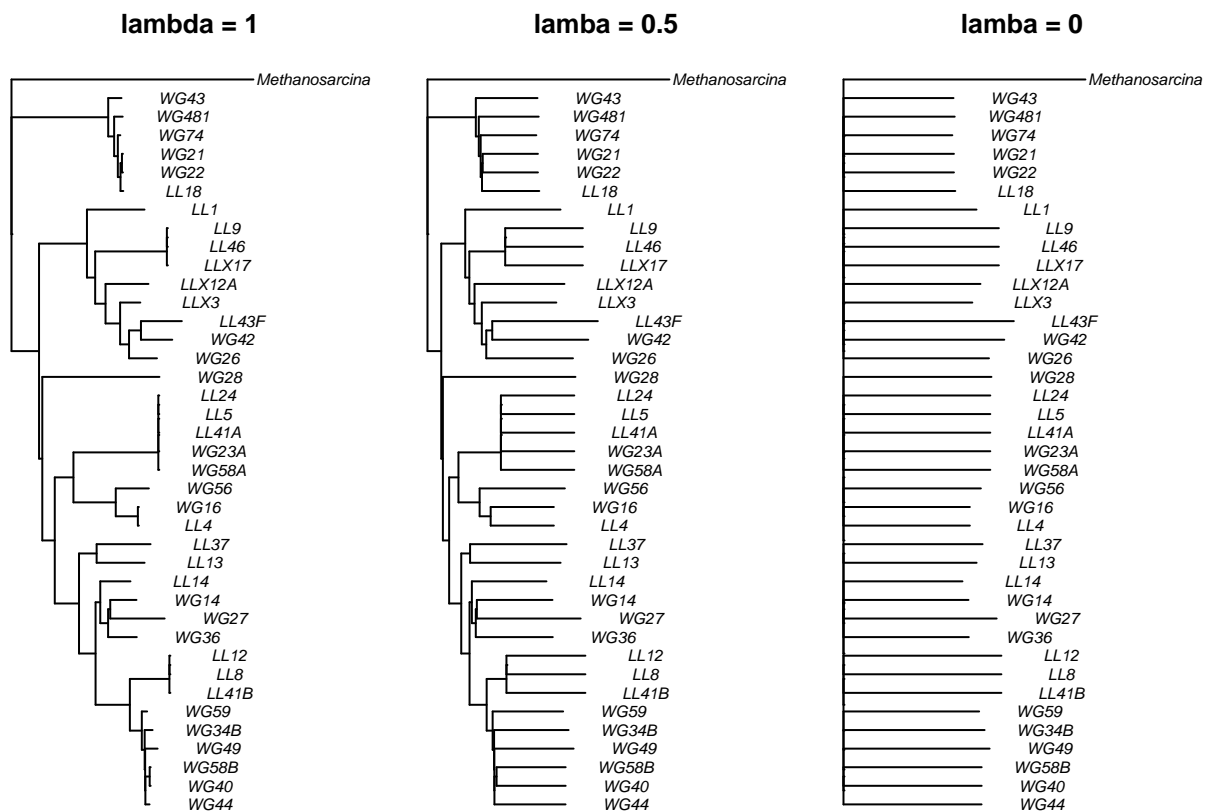 lambda = 1 lamba = 0.5 lamba = 0
Methanosarcina Methanosarcina Methanosarcina
WG43 WG43 WG43
WG481 WG481 WG481
WG74 WG74 WG74
WG21 WG21 WG21
WG22 WG22 WG22
LL18 LL18 LL18
LL1 LL1 LL1
LL9 LL9 LL9
LL46 LL46 LL46
LLX17 LLX17 LLX17
LLX12A LLX12A LLX12A
LLX3 LLX3 LLX3
LL43F LL43F LL43F
WG42 WG42 WG42
WG26 WG26 WG26
WG28 WG28 WG28
LL24 LL24 LL24
LL5 LL5 LL5
LL41A LL41A LL41A
WG23A WG23A WG23A
WG58A WG58A WG58A
WG56 WG56 WG56
WG16 WG16 WG16
LL4 LL4 LL4
LL37 LL37 LL37
LL13 LL13 LL13
LL14 LL14 LL14
WG14 WG14 WG14
WG27 WG27 WG27
WG36 WG36 WG36
LL12 LL12 LL12
LL8 LL8 LL8
LL41B LL41B LL41B
WG59 WG59 WG59
WG34B WG34B WG34B
WG49 WG49 WG49
WG58B WG58B WG58B
WG40 WG40 WG40
WG44 WG44 WG44